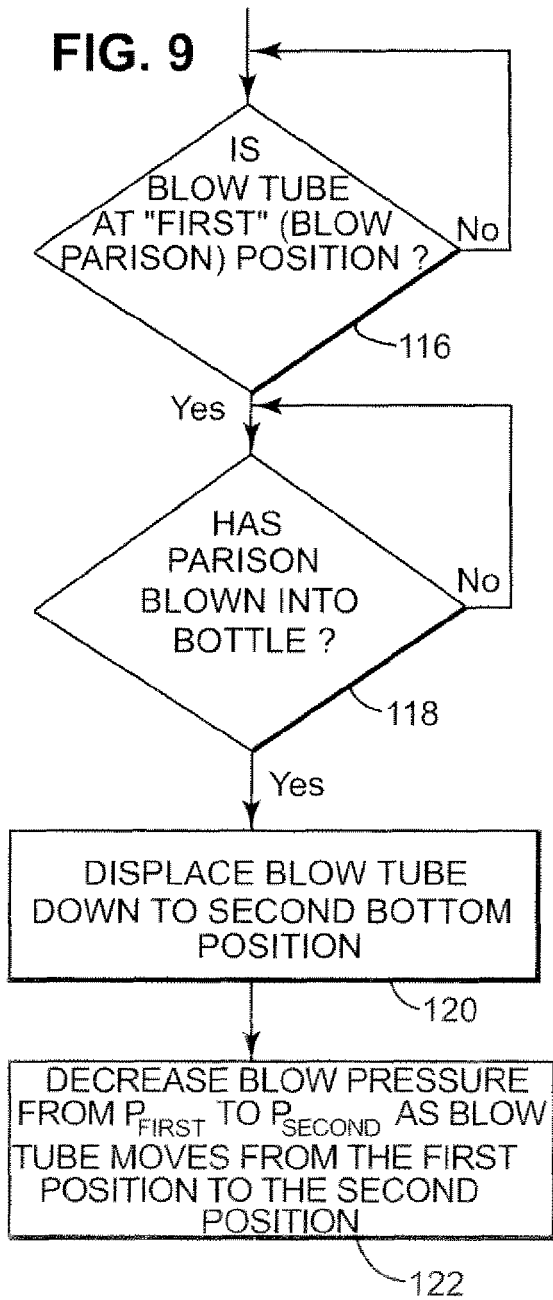 FIG. 9
IS
BLOW TUBE
AT "FIRST" (BLOW
PARISON) POSITION ?
No
116
Yes
HAS
PARISON
BLOWN INTO
BOTTLE ?
No
118
Yes
DISPLACE BLOW TUBE
DOWN TO SECOND BOTTOM
POSITION
120
DECREASE BLOW PRESSURE
FROM PFIRST TO PSECOND AS BLOW
TUBE MOVES FROM THE FIRST
POSITION TO THE SECOND
POSITION
122